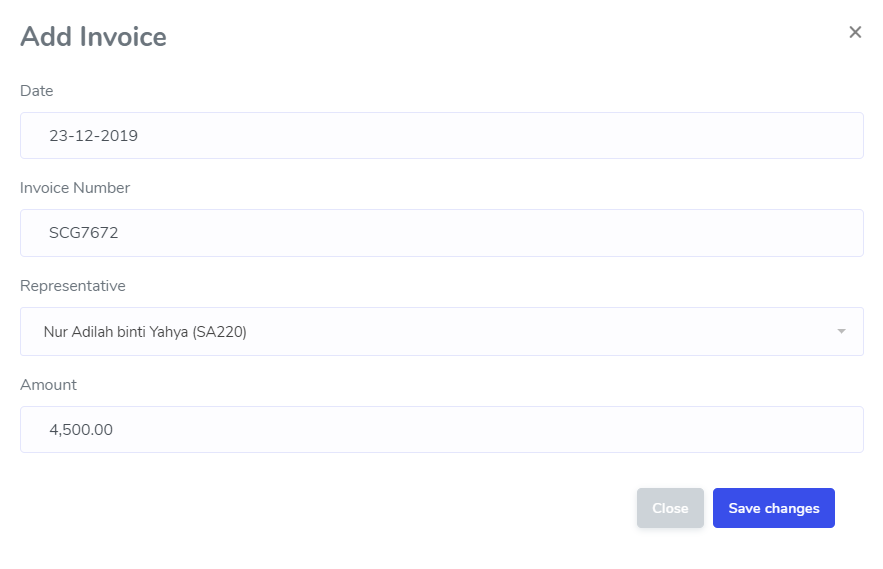 Add Invoice
×
Date
23-12-2019
Invoice Number
SCG7672
Representative
Nur Adilah binti Yahya (SA220)
Amount
4,500.00
Close Save changes